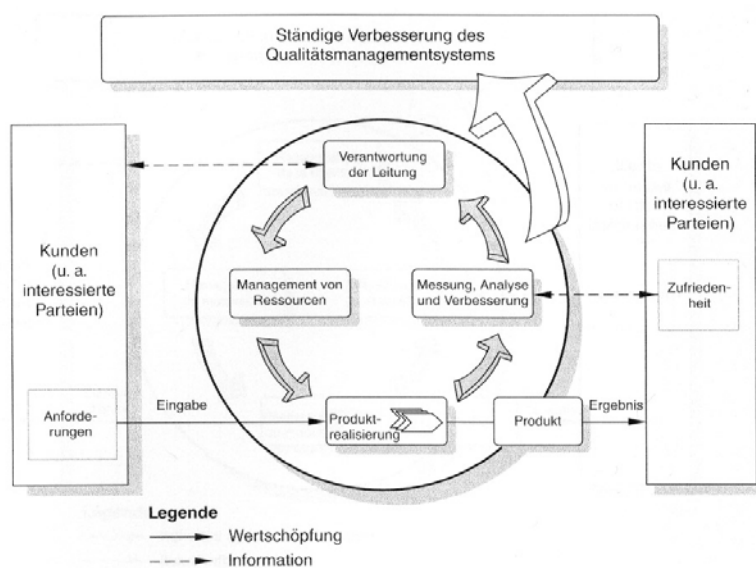 Ständige Verbesserung des
Qualitätsmanagementsystems
Kunden
(u. a.
interessierte
Parteien)
Anforde-
rungen
Eingabe
Verantwortung
der Leitung
Management von
Ressourcen
Messung, Analyse
und Verbesserung
Produkt-
realisierung
Produkt
Ergebnis
Kunden
(u. a.
interessierte
Parteien)
Zufrieden-
heit
Legende
Wertschöpfung
Information